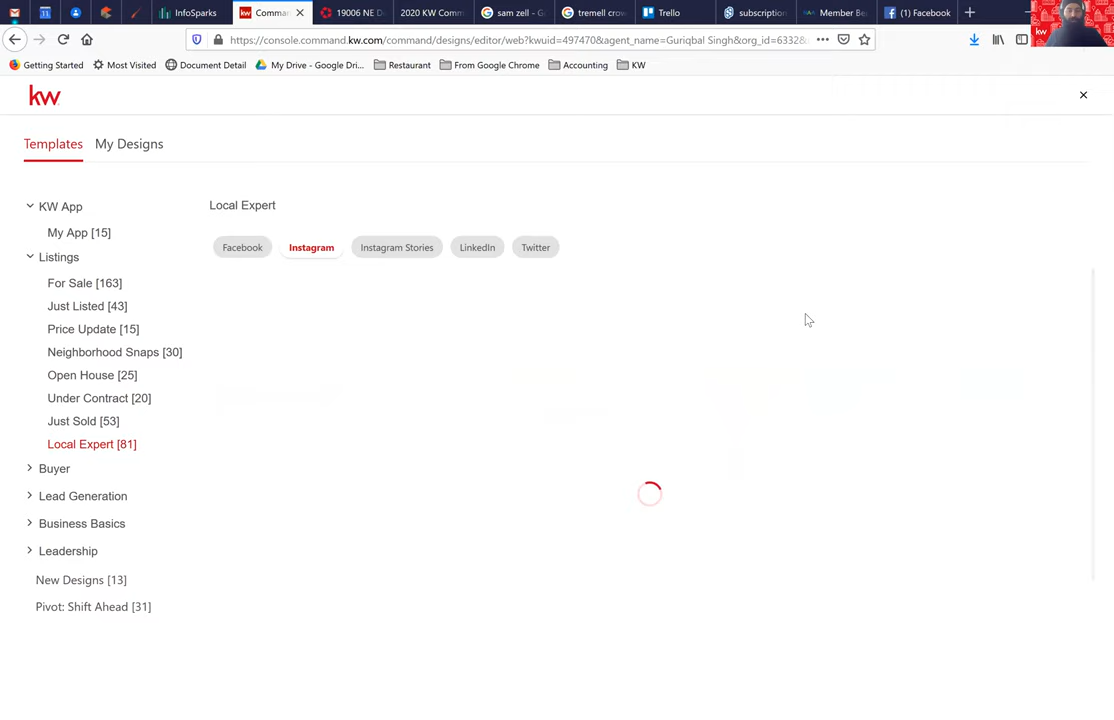 InfoSparks
Comman
19006 NE D
2020 KW Comm
sam zell - G
tremell crow
Trello
subscription
Member Be
(1) Facebook
https://console.command.kw.com/command/designs/editor/web?kwuid=497470&agent_name=Guriqbal Singh&org_id=6332&
Getting Started
Most Visited
Document Detail
My Drive - Google Dri...
Restaurant
From Google Chrome
Accounting
KW
kw
kw
Templates
My Designs
KW App
My App [15]
Listings
For Sale [163]
Just Listed [43]
Price Update [15]
Neighborhood Snaps [30]
Open House [25]
Under Contract [20]
Just Sold [53]
Local Expert [81]
Buyer
Lead Generation
Business Basics
Leadership
New Designs [13]
Pivot: Shift Ahead [31]
Local Expert
Facebook
Instagram
Instagram Stories
LinkedIn
Twitter